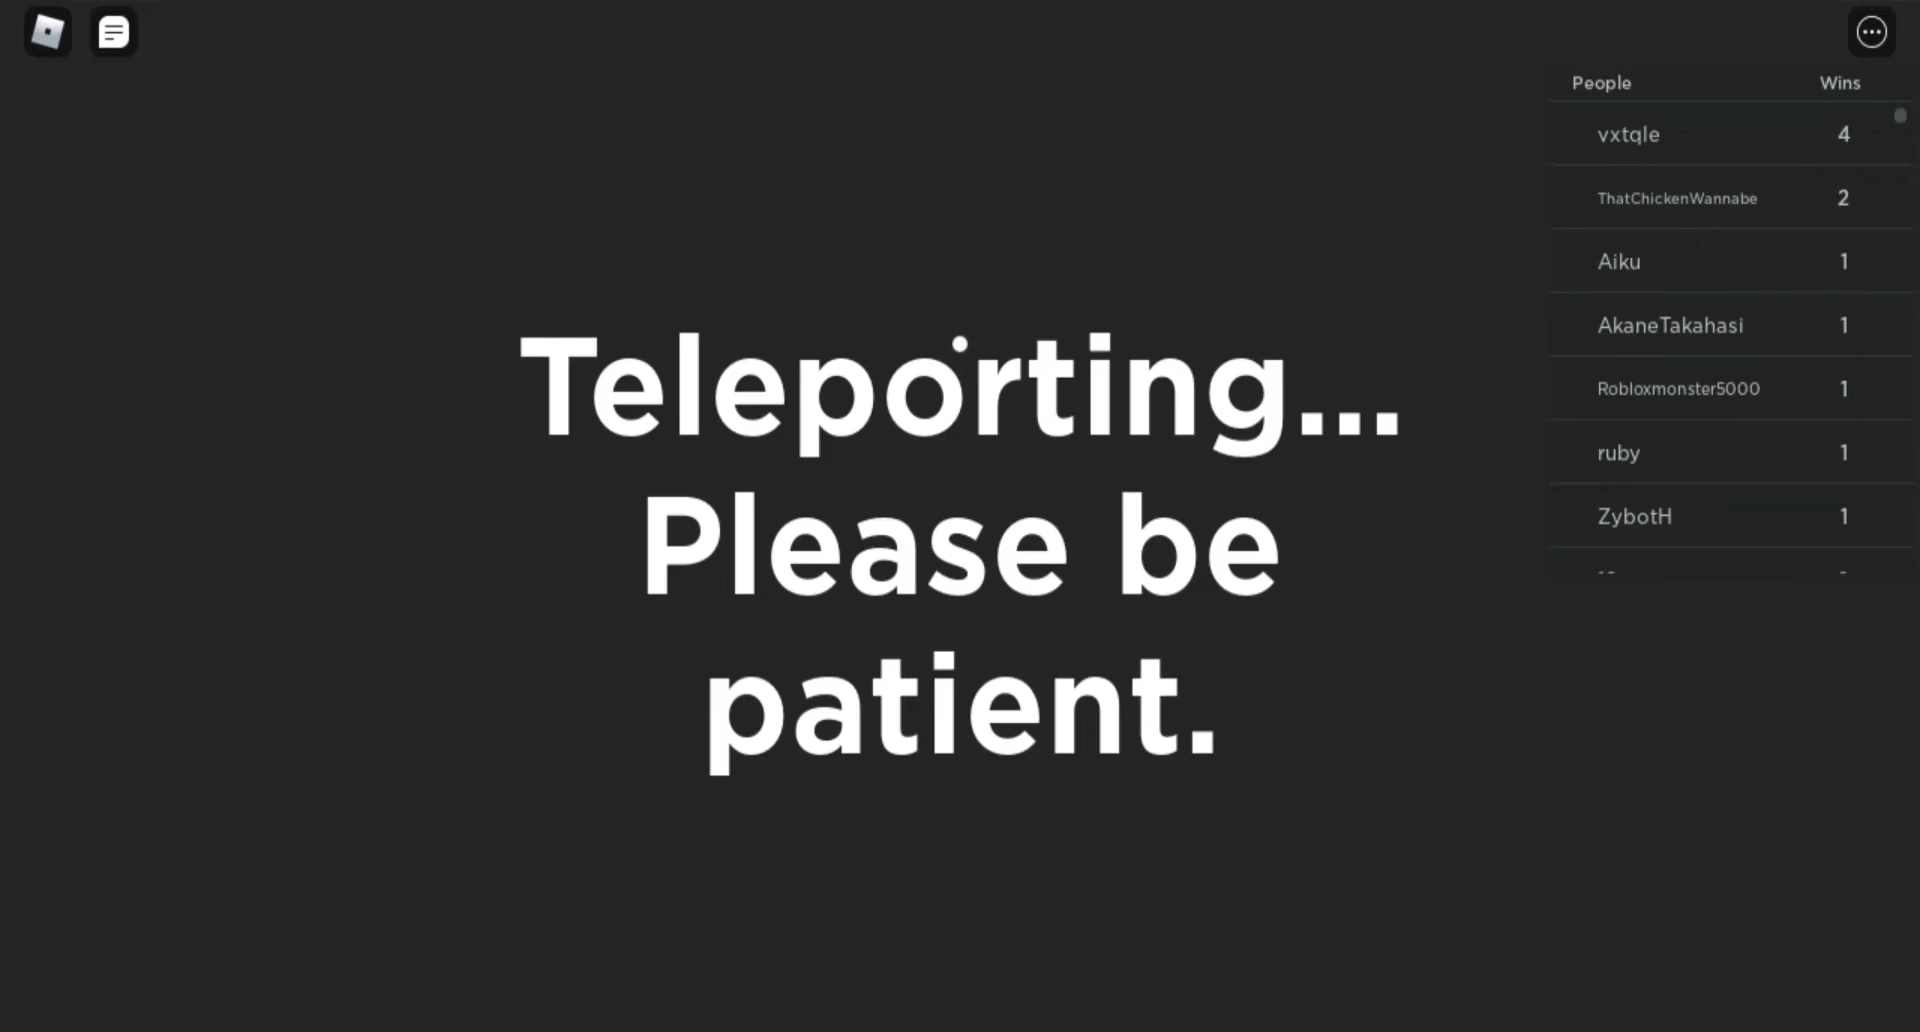 People Wins
vxtqle 4
ThatChickenWannabe 2
Aiku 1
AkaneTakahasi 1
Robloxmonster5000 1
ruby 1
ZybotH 1
Teleporting...
Please be
patient.